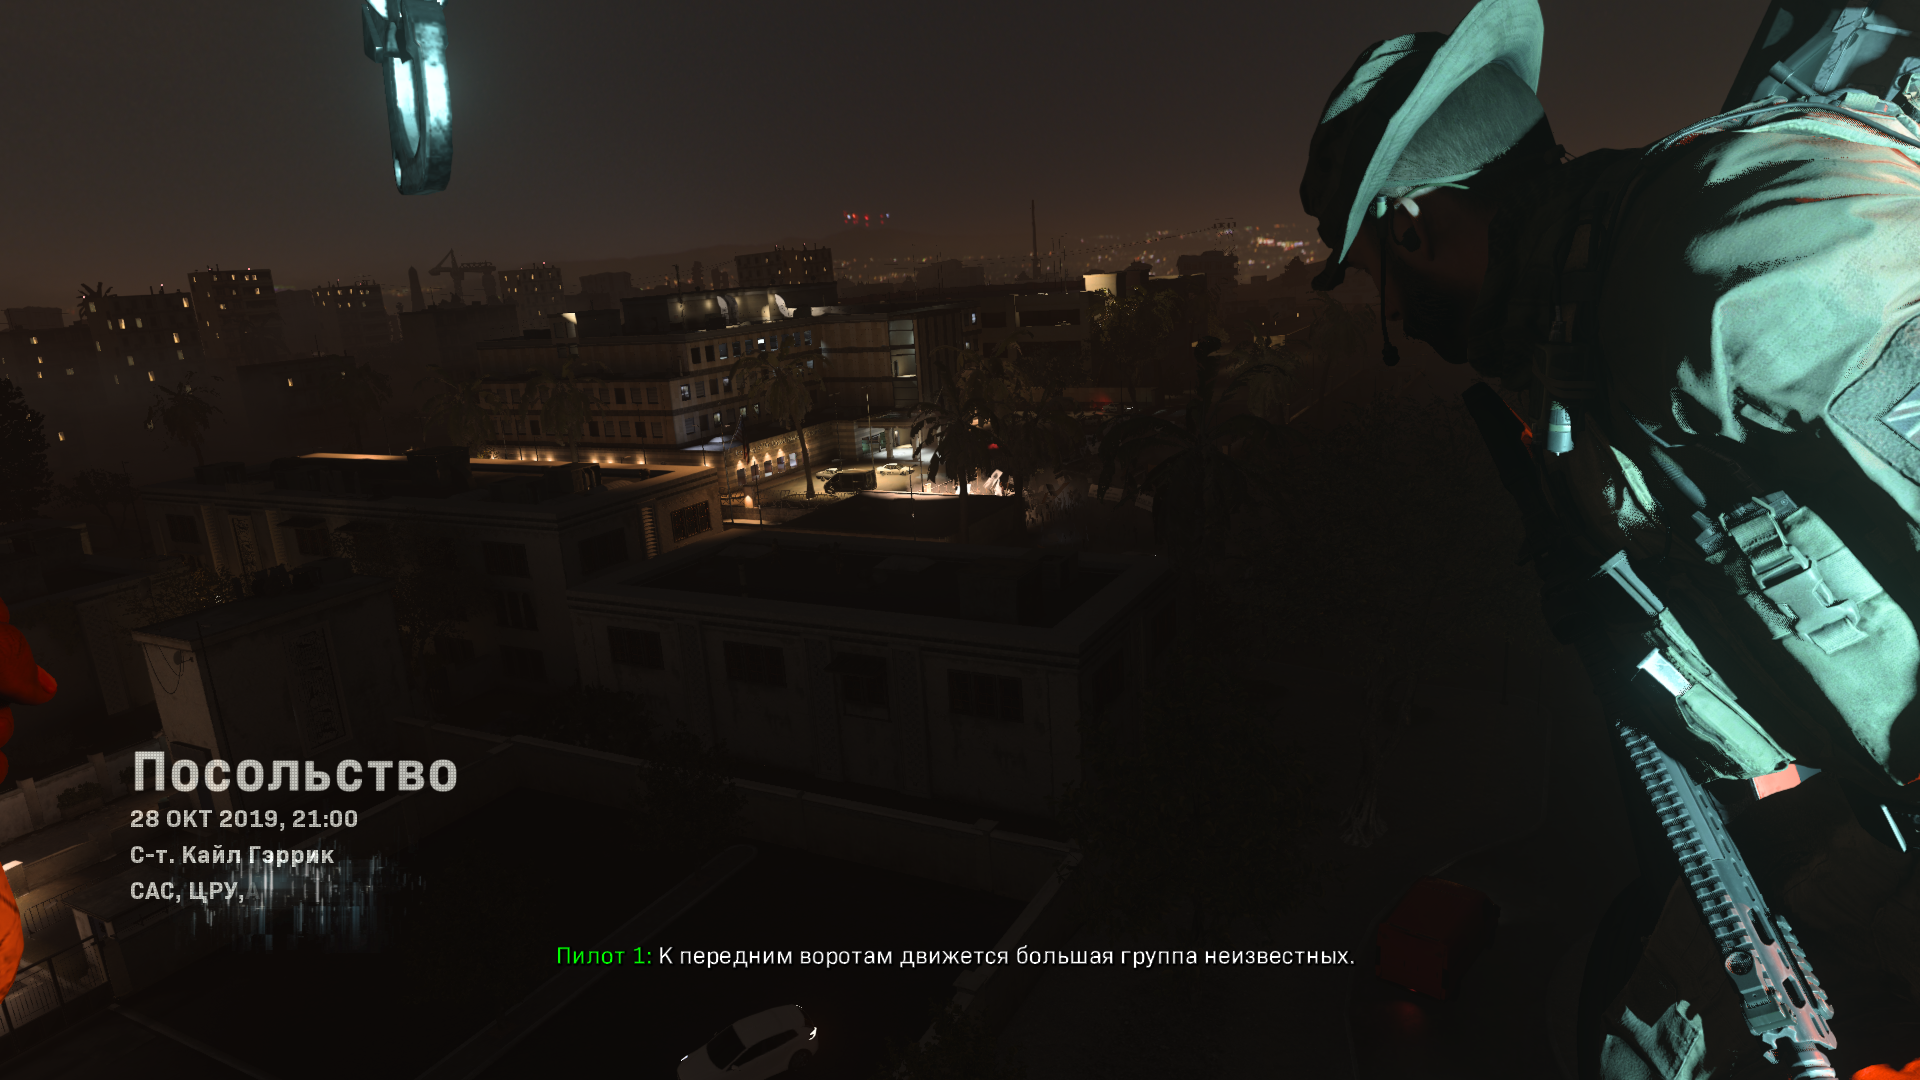 Посольство
28 ОКТ 2019, 21:00
С-т. Кайл Гэррик
САС, ЦРУ,
Пилот 1: К передним воротам движется большая группа неизвестных.